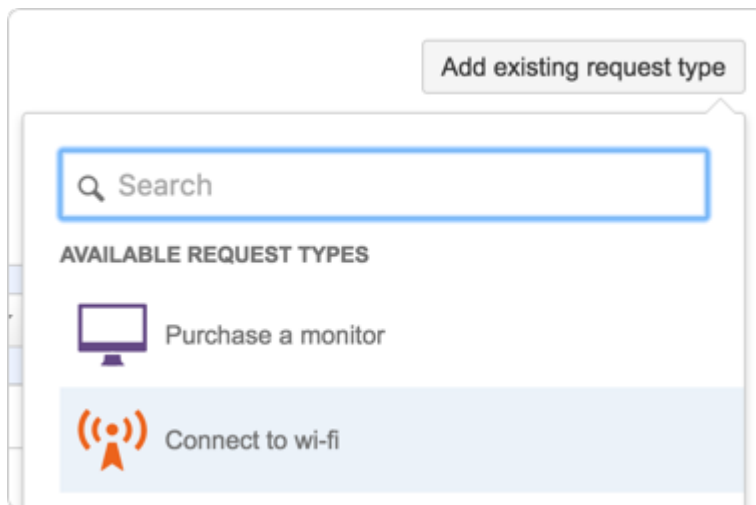 Add existing request type
Search
AVAILABLE REQUEST TYPES
Purchase a monitor
Connect to wi-fi